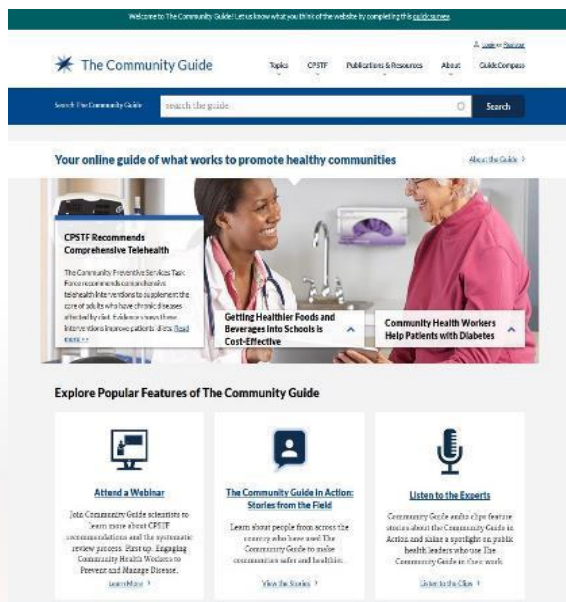 Welcome to The Community Guide! Let us know what you think of the website by completing this quick survey.
Login or Register
The Community Guide
Topics CPSTF Publications & Resources About Guide Compass
Search The Community Guide search the guide Search
Your online guide of what works to promote healthy communities About the Guide
CPSTF Recommends
Comprehensive Telehealth
The Community Preventive Services Task
Force recommends comprehensive
telehealth interventions to supplement the
care of adults who have chronic diseases
affected by diet. Evidence shows these
interventions improve patients' diets. Read
more >>
Getting Healthier Foods and
Beverages into Schools is
Cost-Effective
Community Health Workers
Help Patients with Diabetes
Explore Popular Features of The Community Guide
Attend a Webinar
Join Community Guide scientists to
learn more about CPSTF
recommendations and the systematic
review process. First up: Engaging
Community Health Workers to
Prevent and Manage Disease.
Learn More
The Community Guide in Action:
Stories from the Field
Learn about people from across the
country who have used The
Community Guide to make
communities safer and healthier.
View the Stories
Listen to the Experts
Community Guide audio clips feature
stories about the Community Guide in
Action and shine a spotlight on public
health leaders who use The
Community Guide in their work.
Listen to the Clips